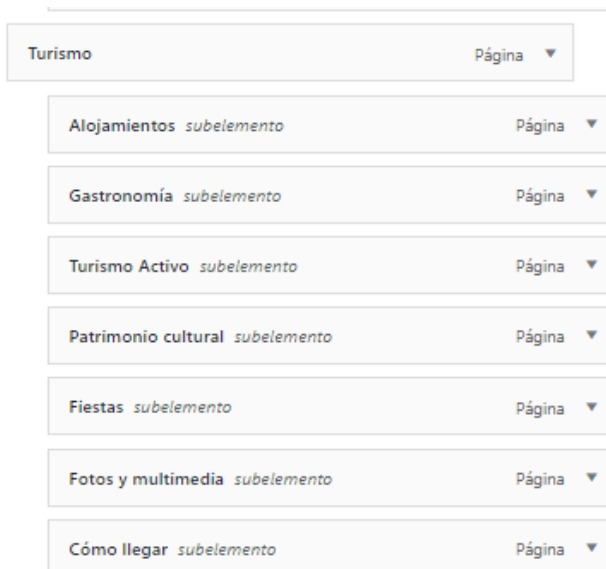 Turismo Página
Alojamientos subelemento Página
Gastronomía subelemento Página
Turismo Activo subelemento Página
Patrimonio cultural subelemento Página
Fiestas subelemento Página
Fotos y multimedia subelemento Página
Cómo llegar subelemento Página